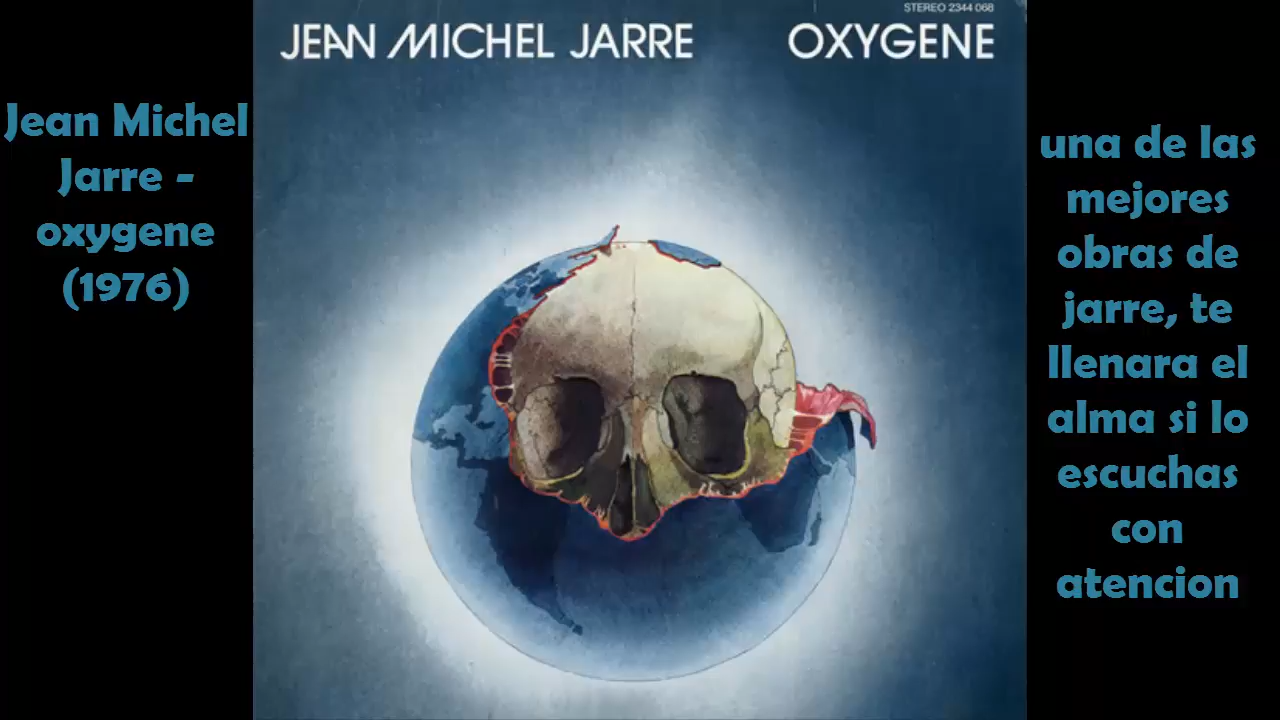 STEREO 2344 068
JEAN MICHEL JARRE OXYGENE
Jean Michel
Jarre -
oxygene
(1976)
una de las
mejores
obras de
jarre, te
llenara el
alma si lo
escuchas
con
atencion